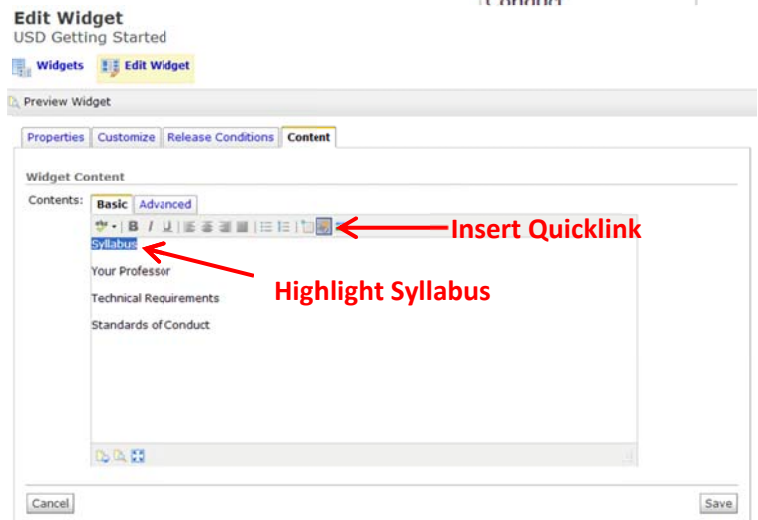 Conduct
Edit Widget
USD Getting Started
Widgets Edit Widget
Preview Widget
Properties Customize Release Conditions Content
Widget Content
Contents: Basic Advanced
B I U
Insert Quicklink
Syllabus
Your Professor
Highlight Syllabus
Technical Requirements
Standards of Conduct
Cancel Save